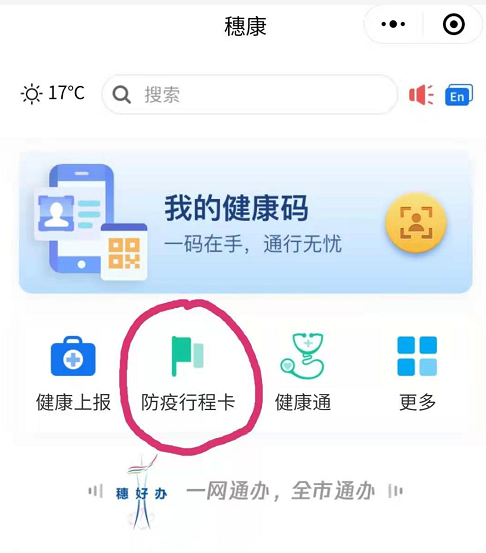 穗康
17℃
搜索
En
我的健康码
一码在手，通行无忧
健康上报
防疫行程卡
健康通
更多
穗好办
一网通办，全市通办